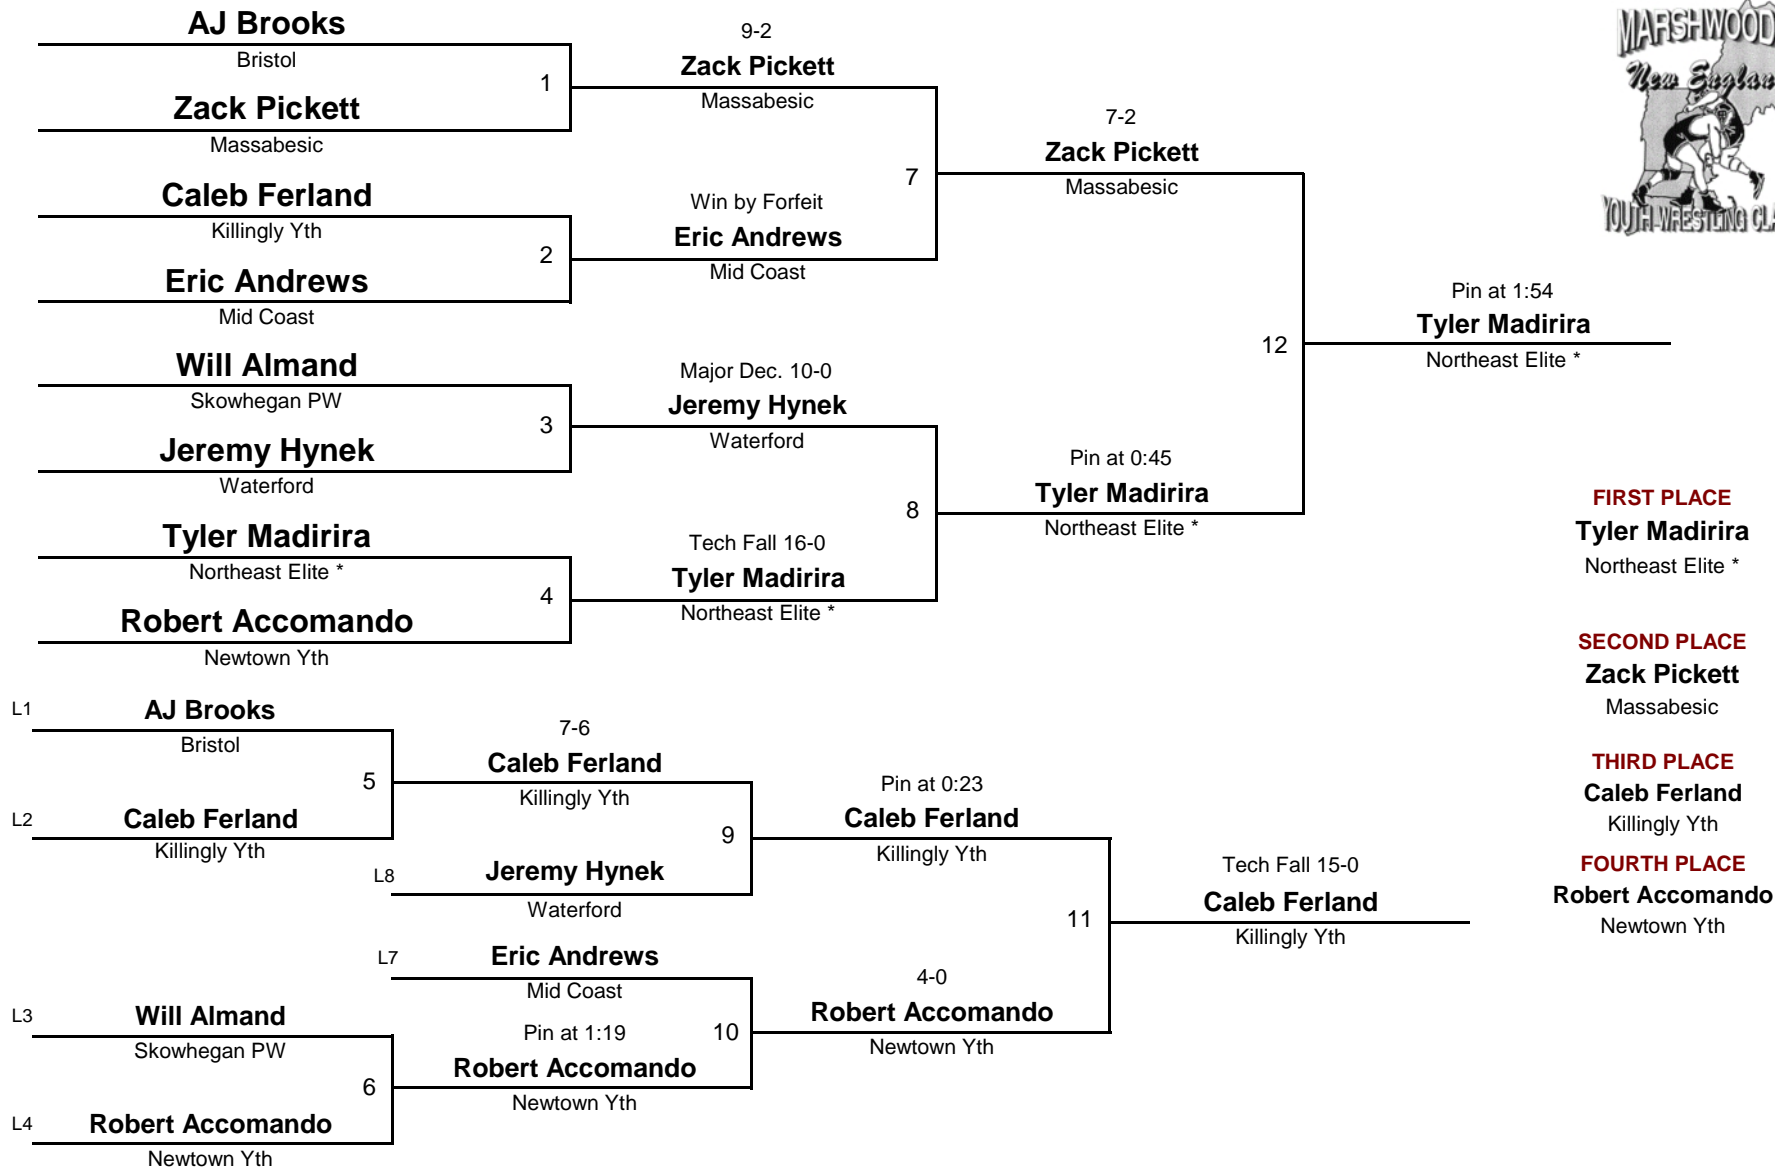 AJ Brooks
Bristol
1
Zack Pickett
Massabesic
Caleb Ferland
Killingly Yth
2
Eric Andrews
Mid Coast
Will Almand
Skowhegan PW
3
Jeremy Hynek
Waterford
Tyler Madirira
Northeast Elite *
4
Robert Accomando
Newtown Yth
9-2
Zack Pickett
Massabesic
7
Win by Forfeit
Eric Andrews
Mid Coast
Major Dec. 10-0
Jeremy Hynek
Waterford
8
Tech Fall 16-0
Tyler Madirira
Northeast Elite *
7-2
Zack Pickett
Massabesic
12
Pin at 0:45
Tyler Madirira
Northeast Elite *
Pin at 1:54
Tyler Madirira
Northeast Elite *
MARSHWOOD
New England
YOUTH WRESTLING
FIRST PLACE
Tyler Madirira
Northeast Elite *
SECOND PLACE
Zack Pickett
Massabesic
THIRD PLACE
Caleb Ferland
Killingly Yth
FOURTH PLACE
Robert Accomando
Newtown Yth
L1
AJ Brooks
Bristol
5
L2
Caleb Ferland
Killingly Yth
7-6
Caleb Ferland
Killingly Yth
9
L8
Jeremy Hynek
Waterford
L7
Eric Andrews
Mid Coast
10
L3
Will Almand
Skowhegan PW
6
Pin at 1:19
Robert Accomando
Newtown Yth
L4
Robert Accomando
Newtown Yth
Pin at 0:23
Caleb Ferland
Killingly Yth
11
4-0
Robert Accomando
Newtown Yth
Tech Fall 15-0
Caleb Ferland
Killingly Yth